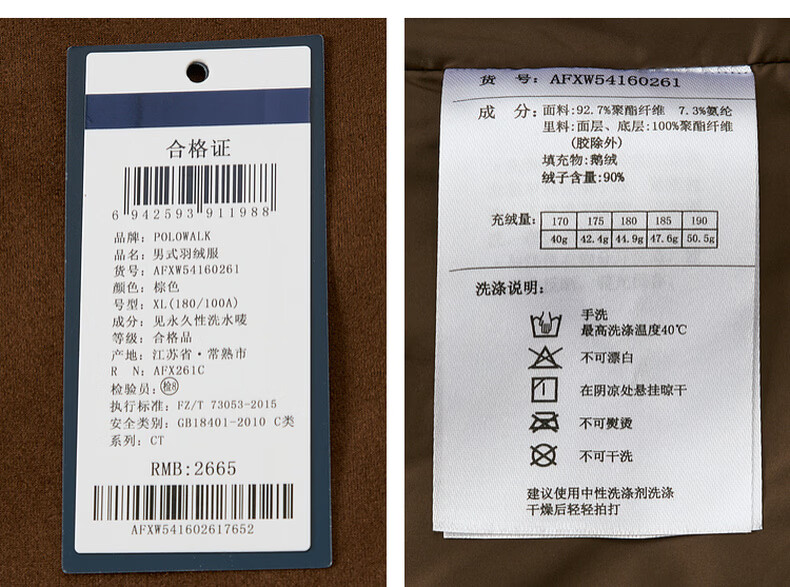 合格证
6 942593 911988
品牌: POLOWALK
品名: 男式羽绒服
货号: AFXW54160261
颜色: 棕色
号型: XL(180/100A)
成分: 见永久性洗水唛
等级: 合格品
产地: 江苏省·常熟市
R N: AFX261C
检验员: 检8
执行标准: FZ/T 73053-2015
安全类别: GB18401-2010 C类
系列: CT
RMB:2665
AFXW541602617652
货 号: AFXW54160261
成 分: 面料:92.7%聚酯纤维 7.3%氨纶
里料:面层、底层:100%聚酯纤维
(胶除外)
填充物:鹅绒
绒子含量:90%
充绒量: 170 175 180 185 190
40g 42.4g 44.9g 47.6g 50.5g
洗涤说明:
手洗
最高洗涤温度40℃
不可漂白
在阴凉处悬挂晾干
不可熨烫
不可干洗
建议使用中性洗涤剂洗涤
干燥后轻轻拍打